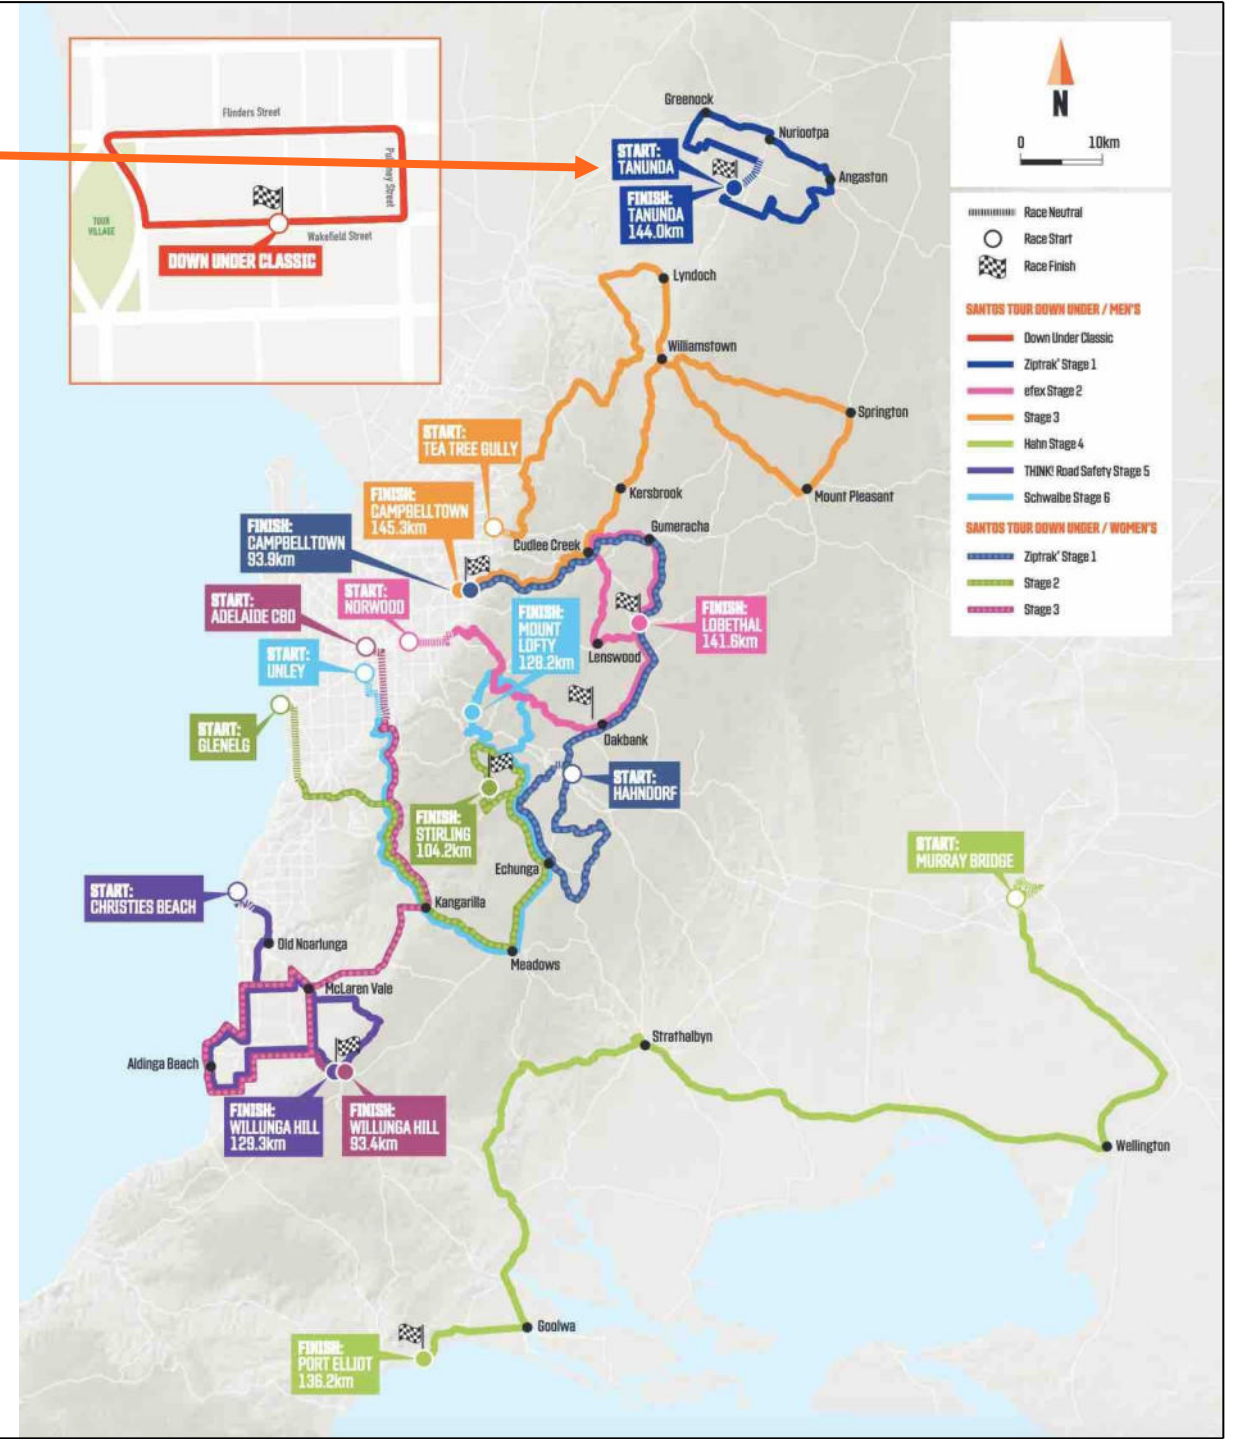 Flinders Street
Pulteney Street
TOUR
VILLAGE
Wakefield Street
DOWN UNDER CLASSIC
N
0 10km
Race Neutral
Race Start
Race Finish
SANTOS TOUR DOWN UNDER / MEN'S
Down Under Classic
Ziptrak® Stage 1
efex Stage 2
Stage 3
Hahn Stage 4
THINK! Road Safety Stage 5
Schwalbe Stage 6
SANTOS TOUR DOWN UNDER / WOMEN'S
Ziptrak® Stage 1
Stage 2
Stage 3
Greenock
Nuriootpa
START:
TANUNDA
Angaston
FINISH:
TANUNDA
144.0km
Lyndoch
Williamstown
Springton
START:
TEA TREE GULLY
Kersbrook
Mount Pleasant
FINISH:
CAMPBELLTOWN
145.3km
FINISH:
CAMPBELLTOWN
93.9km
Gumeracha
Cudlee Creek
START:
ADELAIDE CBD
START:
NORWOOD
FINISH:
MOUNT
LOFTY
128.2km
FINISH:
LOBETHAL
141.6km
START:
UNLEY
Lenswood
START:
GLENELG
Oakbank
START:
HAHNDORF
FINISH:
STIRLING
104.2km
START:
MURRAY BRIDGE
Echunga
START:
CHRISTIES BEACH
Kangarilla
Old Noarlunga
Meadows
McLaren Vale
Strathalbyn
Aldinga Beach
FINISH:
WILLUNGA HILL
129.3km
FINISH:
WILLUNGA HILL
93.4km
Wellington
Goolwa
FINISH:
PORT ELLIOT
136.2km